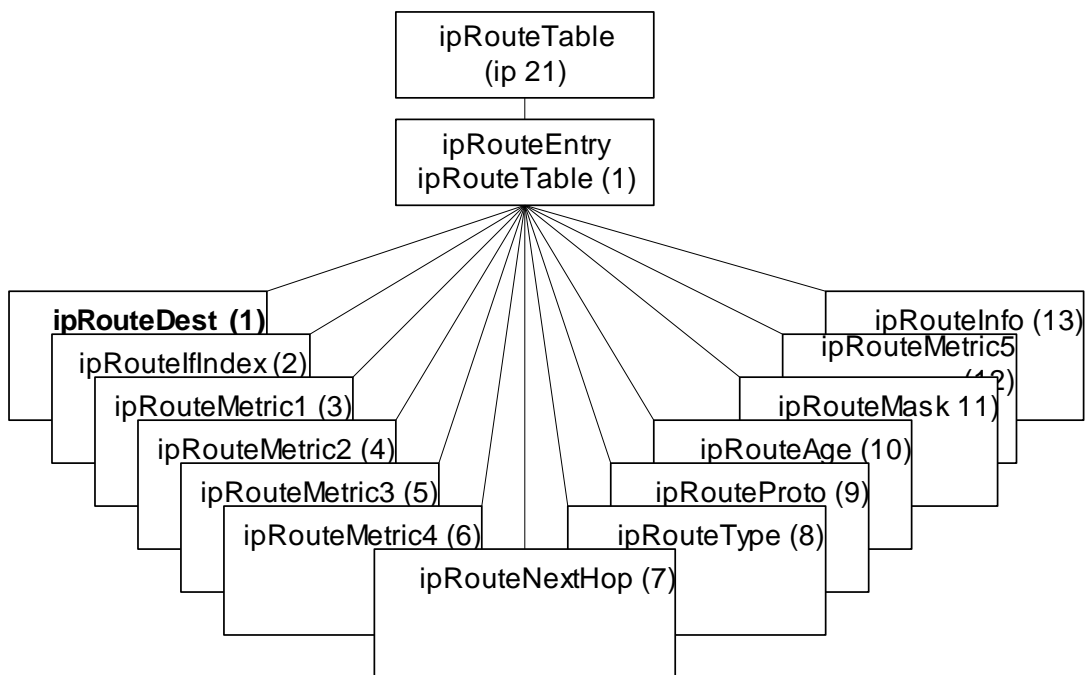 ipRouteTable
(ip 21)
ipRouteEntry
ipRouteTable (1)
ipRouteDest (1)
ipRouteIfIndex (2)
ipRouteMetric1 (3)
ipRouteMetric2 (4)
ipRouteMetric3 (5)
ipRouteMetric4 (6)
ipRouteNextHop (7)
ipRouteType (8)
ipRouteProto (9)
ipRouteAge (10)
ipRouteMask 11)
ipRouteMetric5
(12)
ipRouteInfo (13)